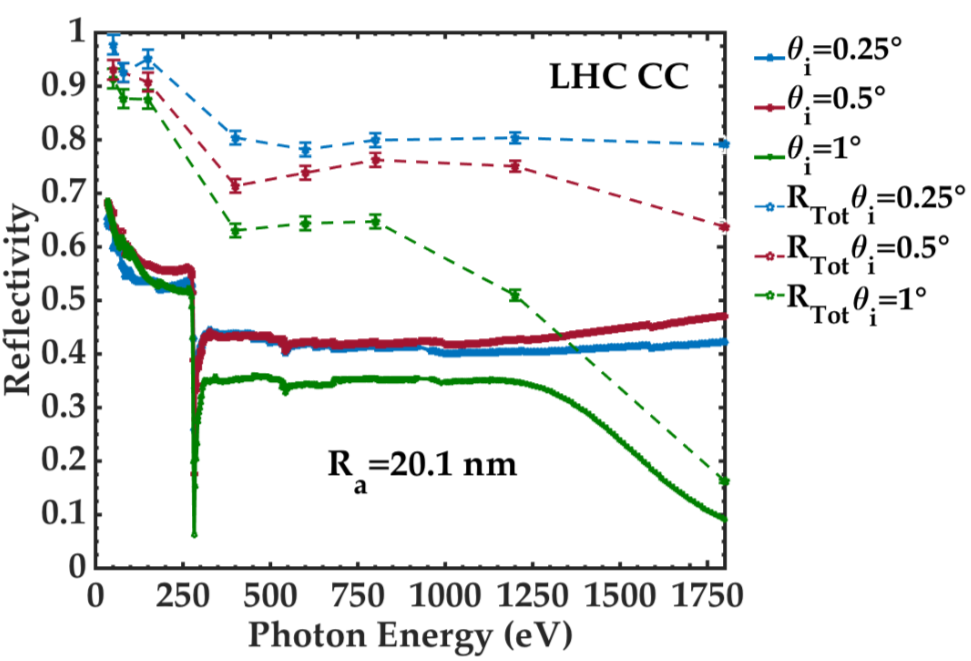 1
0.9
0.8
0.7
0.6
0.5
0.4
0.3
0.2
0.1
0
Reflectivity
LHC CC
R_a=20.1 nm
0 250 500 750 1000 1250 1500 1750
Photon Energy (eV)
θ_i=0.25°
θ_i=0.5°
θ_i=1°
R_Tot θ_i=0.25°
R_Tot θ_i=0.5°
R_Tot θ_i=1°